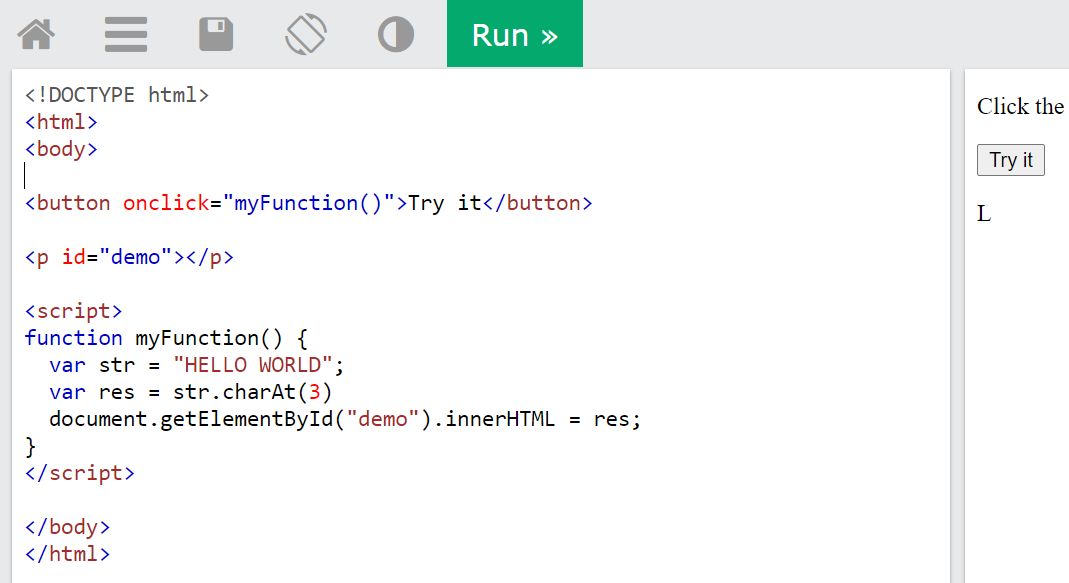 Run »
<!DOCTYPE html>
<html>
<body>
<button onclick="myFunction()">Try it</button>
<p id="demo"></p>
<script>
function myFunction() {
  var str = "HELLO WORLD";
  var res = str.charAt(3)
  document.getElementById("demo").innerHTML = res;
}
</script>
</body>
</html>
Click the
Try it
L